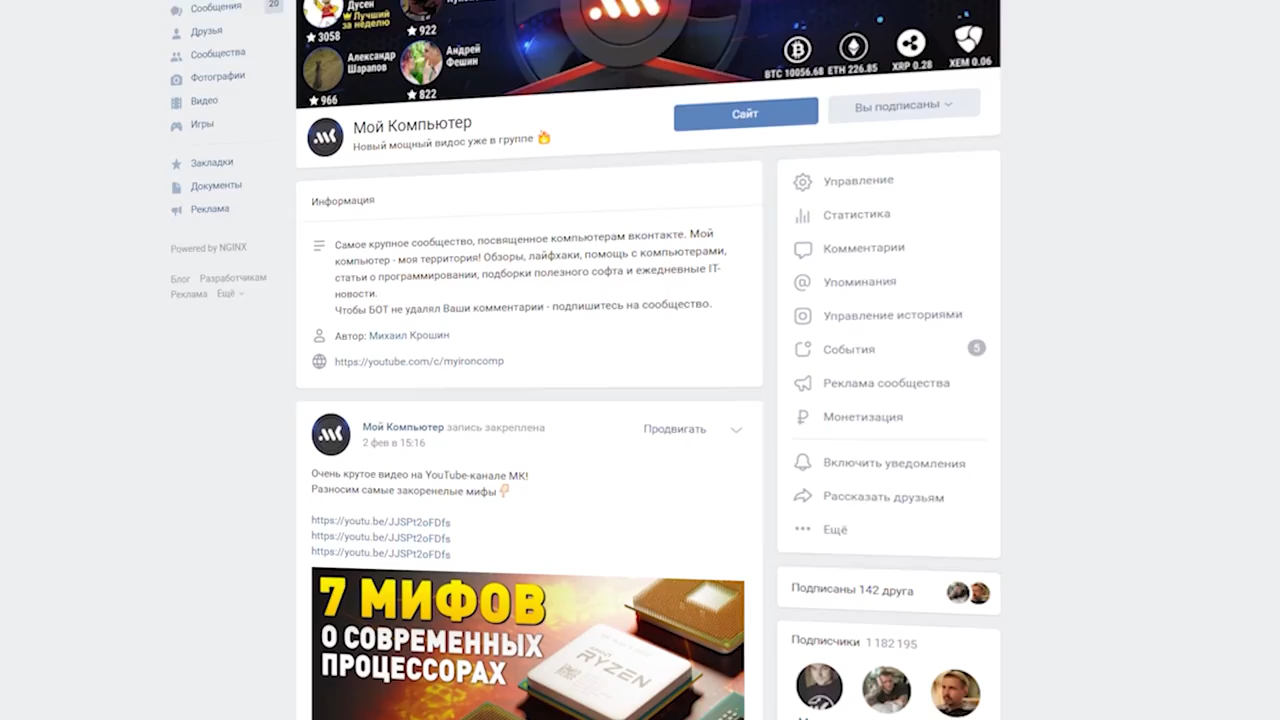 Сообщения
20
Друзья
Сообщества
Фотографии
Видео
Игры
Закладки
Документы
Реклама
Powered by NGINX
Блог Разработчикам
Реклама Ещё
Дусен
Лучший
за неделю
3058
922
Александр
Шарапов
Андрей
Фешин
966
822
BTC 10056.68
ETH 226.85
XRP 0.28
XEM 0.06
Мой Компьютер
Новый мощный видос уже в группе
Сайт
Вы подписаны
Информация
Самое крупное сообщество, посвященное компьютерам вконтакте. Мой
компьютер - моя территория! Обзоры, лайфхаки, помощь с компьютерами,
статьи о программировании, подборки полезного софта и ежедневные IT-
новости.
Чтобы БОТ не удалял Ваши комментарии - подпишитесь на сообщество.
Автор: Михаил Крошин
https://youtube.com/c/myironcomp
Мой Компьютер запись закреплена
2 фев в 15:16
Продвигать
Очень крутое видео на YouTube-канале МК!
Разносим самые закоренелые мифы
https://youtu.be/JJSPt2oFDfs
https://youtu.be/JJSPt2oFDfs
https://youtu.be/JJSPt2oFDfs
7 МИФОВ
О СОВРЕМЕННЫХ
ПРОЦЕССОРАХ
RYZEN
Управление
Статистика
Комментарии
Упоминания
Управление историями
События
5
Реклама сообщества
Монетизация
Включить уведомления
Рассказать друзьям
Ещё
Подписаны 142 друга
Подписчики 1 182 195